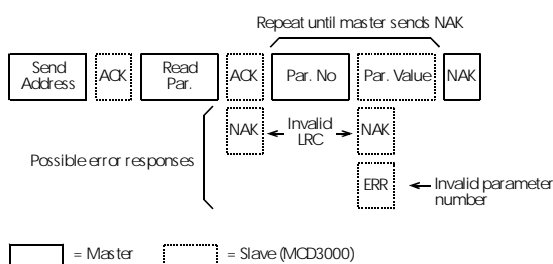 Repeat until master sends NAK
Send Address
ACK
Read Par.
ACK
Par. No
Par. Value
NAK
NAK
Invalid LRC
NAK
Possible error responses
ERR
Invalid parameter number
= Master
= Slave (MCD3000)